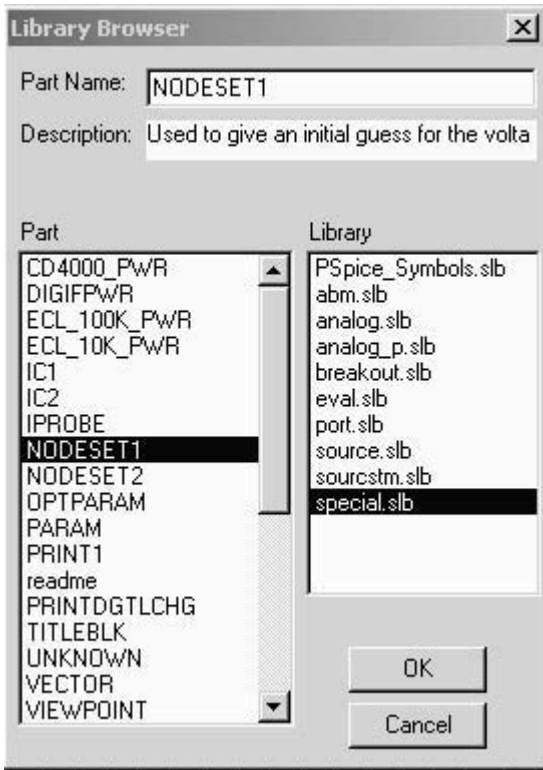 Library Browser
Part Name: NODESET1
Description: Used to give an initial guess for the volta
Part
CD4000_PWR
DIGIFPWR
ECL_100K_PWR
ECL_10K_PWR
IC1
IC2
IPROBE
NODESET1
NODESET2
OPTPARAM
PARAM
PRINT1
readme
PRINTDGTLCHG
TITLEBLK
UNKNOWN
VECTOR
VIEWPOINT
Library
PSpice_Symbols.slb
abm.slb
analog.slb
analog_p.slb
breakout.slb
eval.slb
port.slb
source.slb
sourcstm.slb
special.slb
OK
Cancel